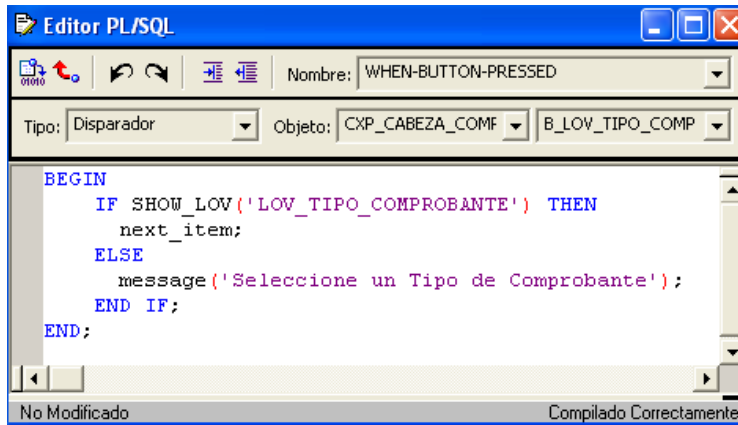 Editor PL/SQL
01010 Nombre: WHEN-BUTTON-PRESSED
Tipo: Disparador Objeto: CXP_CABEZA_COMF B_LOV_TIPO_COMP
BEGIN
IF SHOW_LOV('LOV_TIPO_COMPROBANTE') THEN
next_item;
ELSE
message('Seleccione un Tipo de Comprobante');
END IF;
END;
No Modificado Compilado Correctamente